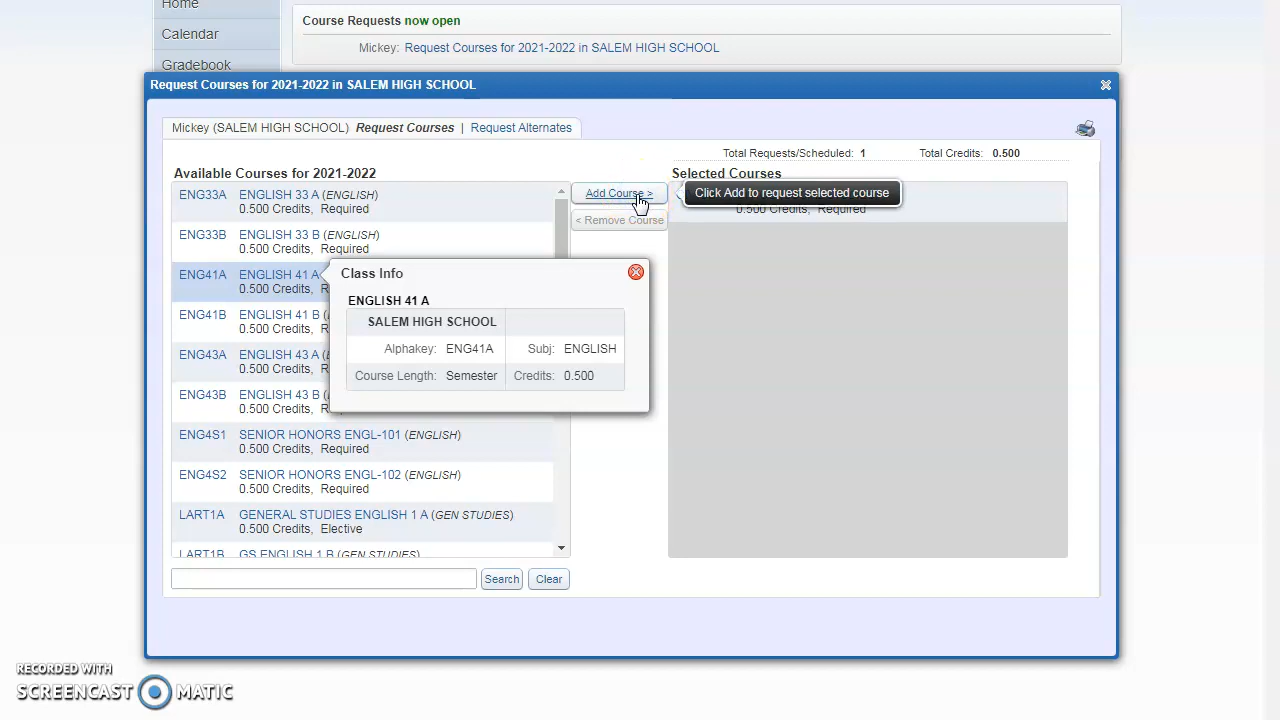 Home
Calendar
Gradebook
Course Requests now open
Mickey: Request Courses for 2021-2022 in SALEM HIGH SCHOOL
Request Courses for 2021-2022 in SALEM HIGH SCHOOL
Mickey (SALEM HIGH SCHOOL) Request Courses | Request Alternates
Total Requests/Scheduled: 1 Total Credits: 0.500
Available Courses for 2021-2022
ENG33A ENGLISH 33 A (ENGLISH)
0.500 Credits, Required
ENG33B ENGLISH 33 B (ENGLISH)
0.500 Credits, Required
ENG41A ENGLISH 41 A
0.500 Credits, R
ENG41B ENGLISH 41 B (
0.500 Credits, R
ENG43A ENGLISH 43 A (
0.500 Credits, R
ENG43B ENGLISH 43 B (
0.500 Credits, R
ENG4S1 SENIOR HONORS ENGL-101 (ENGLISH)
0.500 Credits, Required
ENG4S2 SENIOR HONORS ENGL-102 (ENGLISH)
0.500 Credits, Required
LART1A GENERAL STUDIES ENGLISH 1 A (GEN STUDIES)
0.500 Credits, Elective
LART1B GS ENGLISH 1 B (GEN STUDIES)
Search Clear
Add Course >
< Remove Course
Selected Courses
Click Add to request selected course
0.500 Credits, Required
Class Info
ENGLISH 41 A
SALEM HIGH SCHOOL
Alphakey: ENG41A Subj: ENGLISH
Course Length: Semester Credits: 0.500
RECORDED WITH
SCREENCAST MATIC